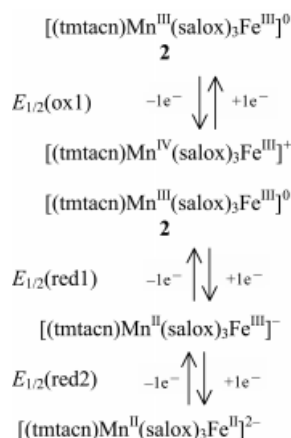 [(tmtacn)Mn^III(salox)₃Fe^III]⁰
2
E₁/₂(ox1) –1e⁻ +1e⁻
[(tmtacn)Mn^IV(salox)₃Fe^III]⁺
[(tmtacn)Mn^III(salox)₃Fe^III]⁰
2
E₁/₂(red1) –1e⁻ +1e⁻
[(tmtacn)Mn^II(salox)₃Fe^III]⁻
E₁/₂(red2) –1e⁻ +1e⁻
[(tmtacn)Mn^II(salox)₃Fe^II]²⁻